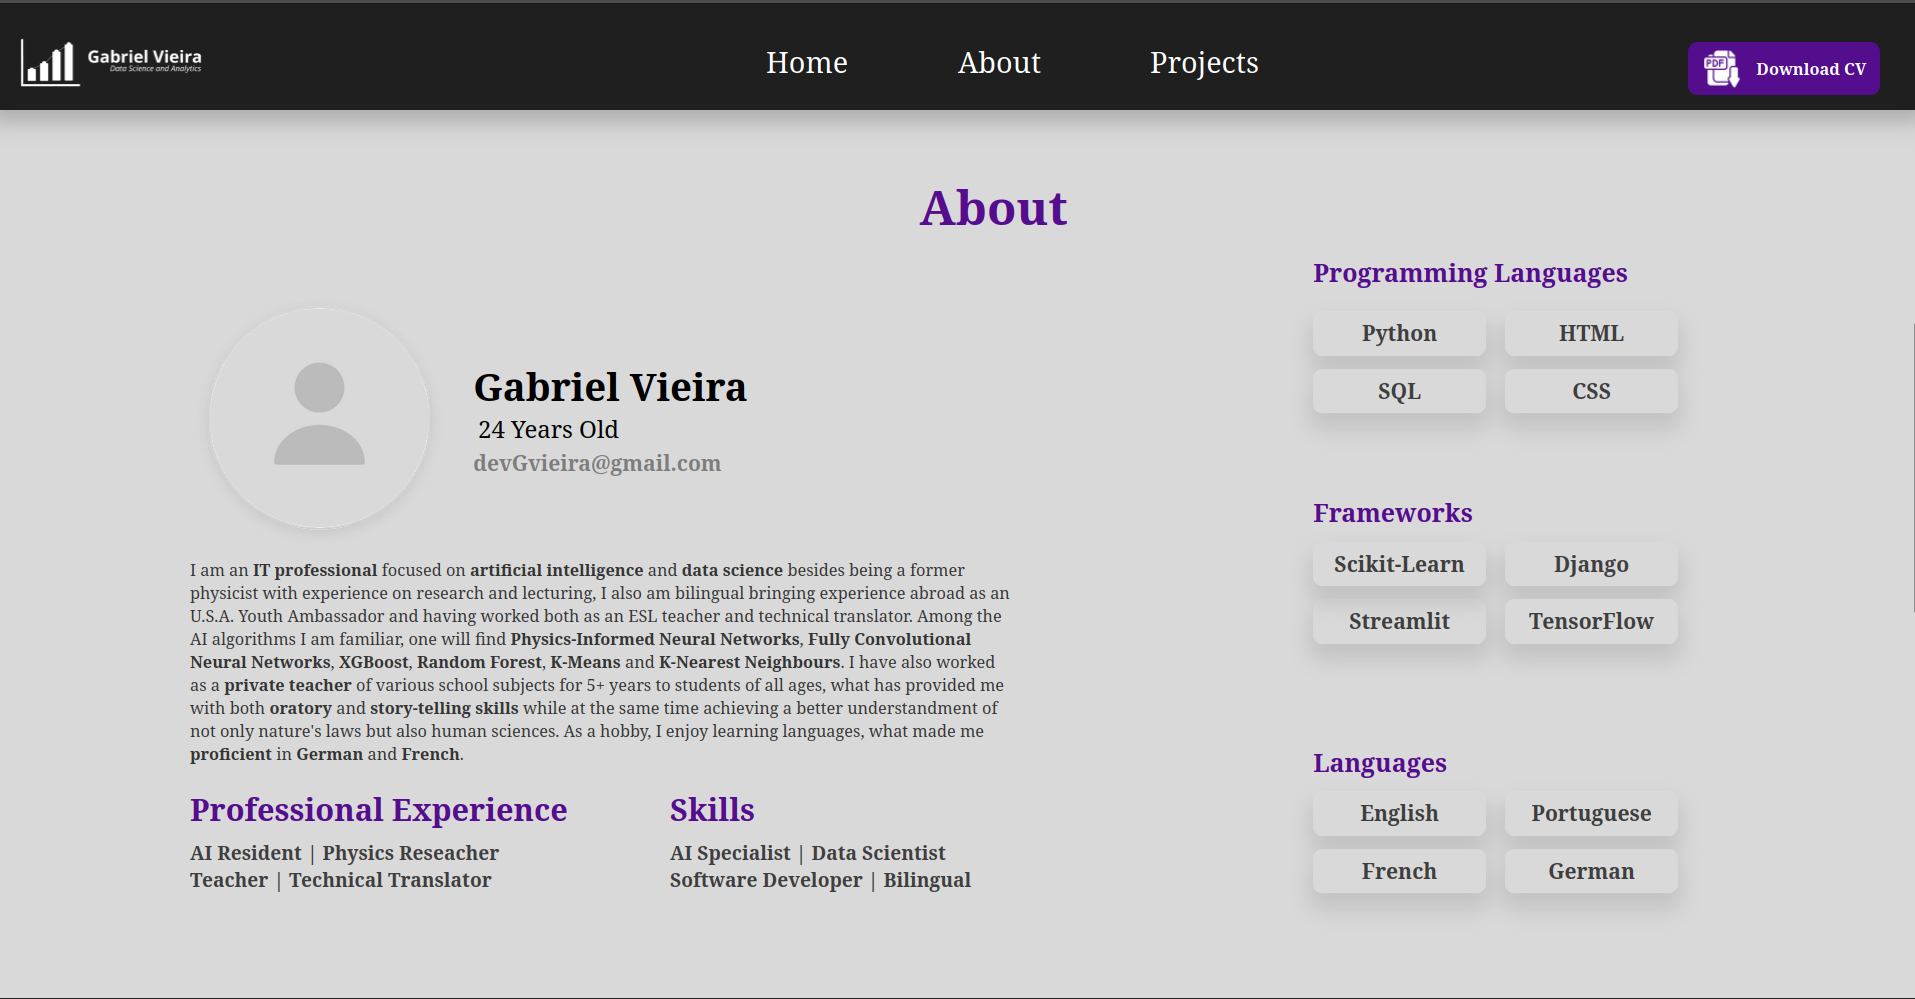 Gabriel Vieira
Data Science and Analytics
Home
About
Projects
PDF
Download CV
About
Gabriel Vieira
24 Years Old
devGvieira@gmail.com
I am an IT professional focused on artificial intelligence and data science besides being a former
physicist with experience on research and lecturing, I also am bilingual bringing experience abroad as an
U.S.A. Youth Ambassador and having worked both as an ESL teacher and technical translator. Among the
AI algorithms I am familiar, one will find Physics-Informed Neural Networks, Fully Convolutional
Neural Networks, XGBoost, Random Forest, K-Means and K-Nearest Neighbours. I have also worked
as a private teacher of various school subjects for 5+ years to students of all ages, what has provided me
with both oratory and story-telling skills while at the same time achieving a better understandment of
not only nature's laws but also human sciences. As a hobby, I enjoy learning languages, what made me
proficient in German and French.
Professional Experience
AI Resident | Physics Reseacher
Teacher | Technical Translator
Skills
AI Specialist | Data Scientist
Software Developer | Bilingual
Programming Languages
Python
HTML
SQL
CSS
Frameworks
Scikit-Learn
Django
Streamlit
TensorFlow
Languages
English
Portuguese
French
German